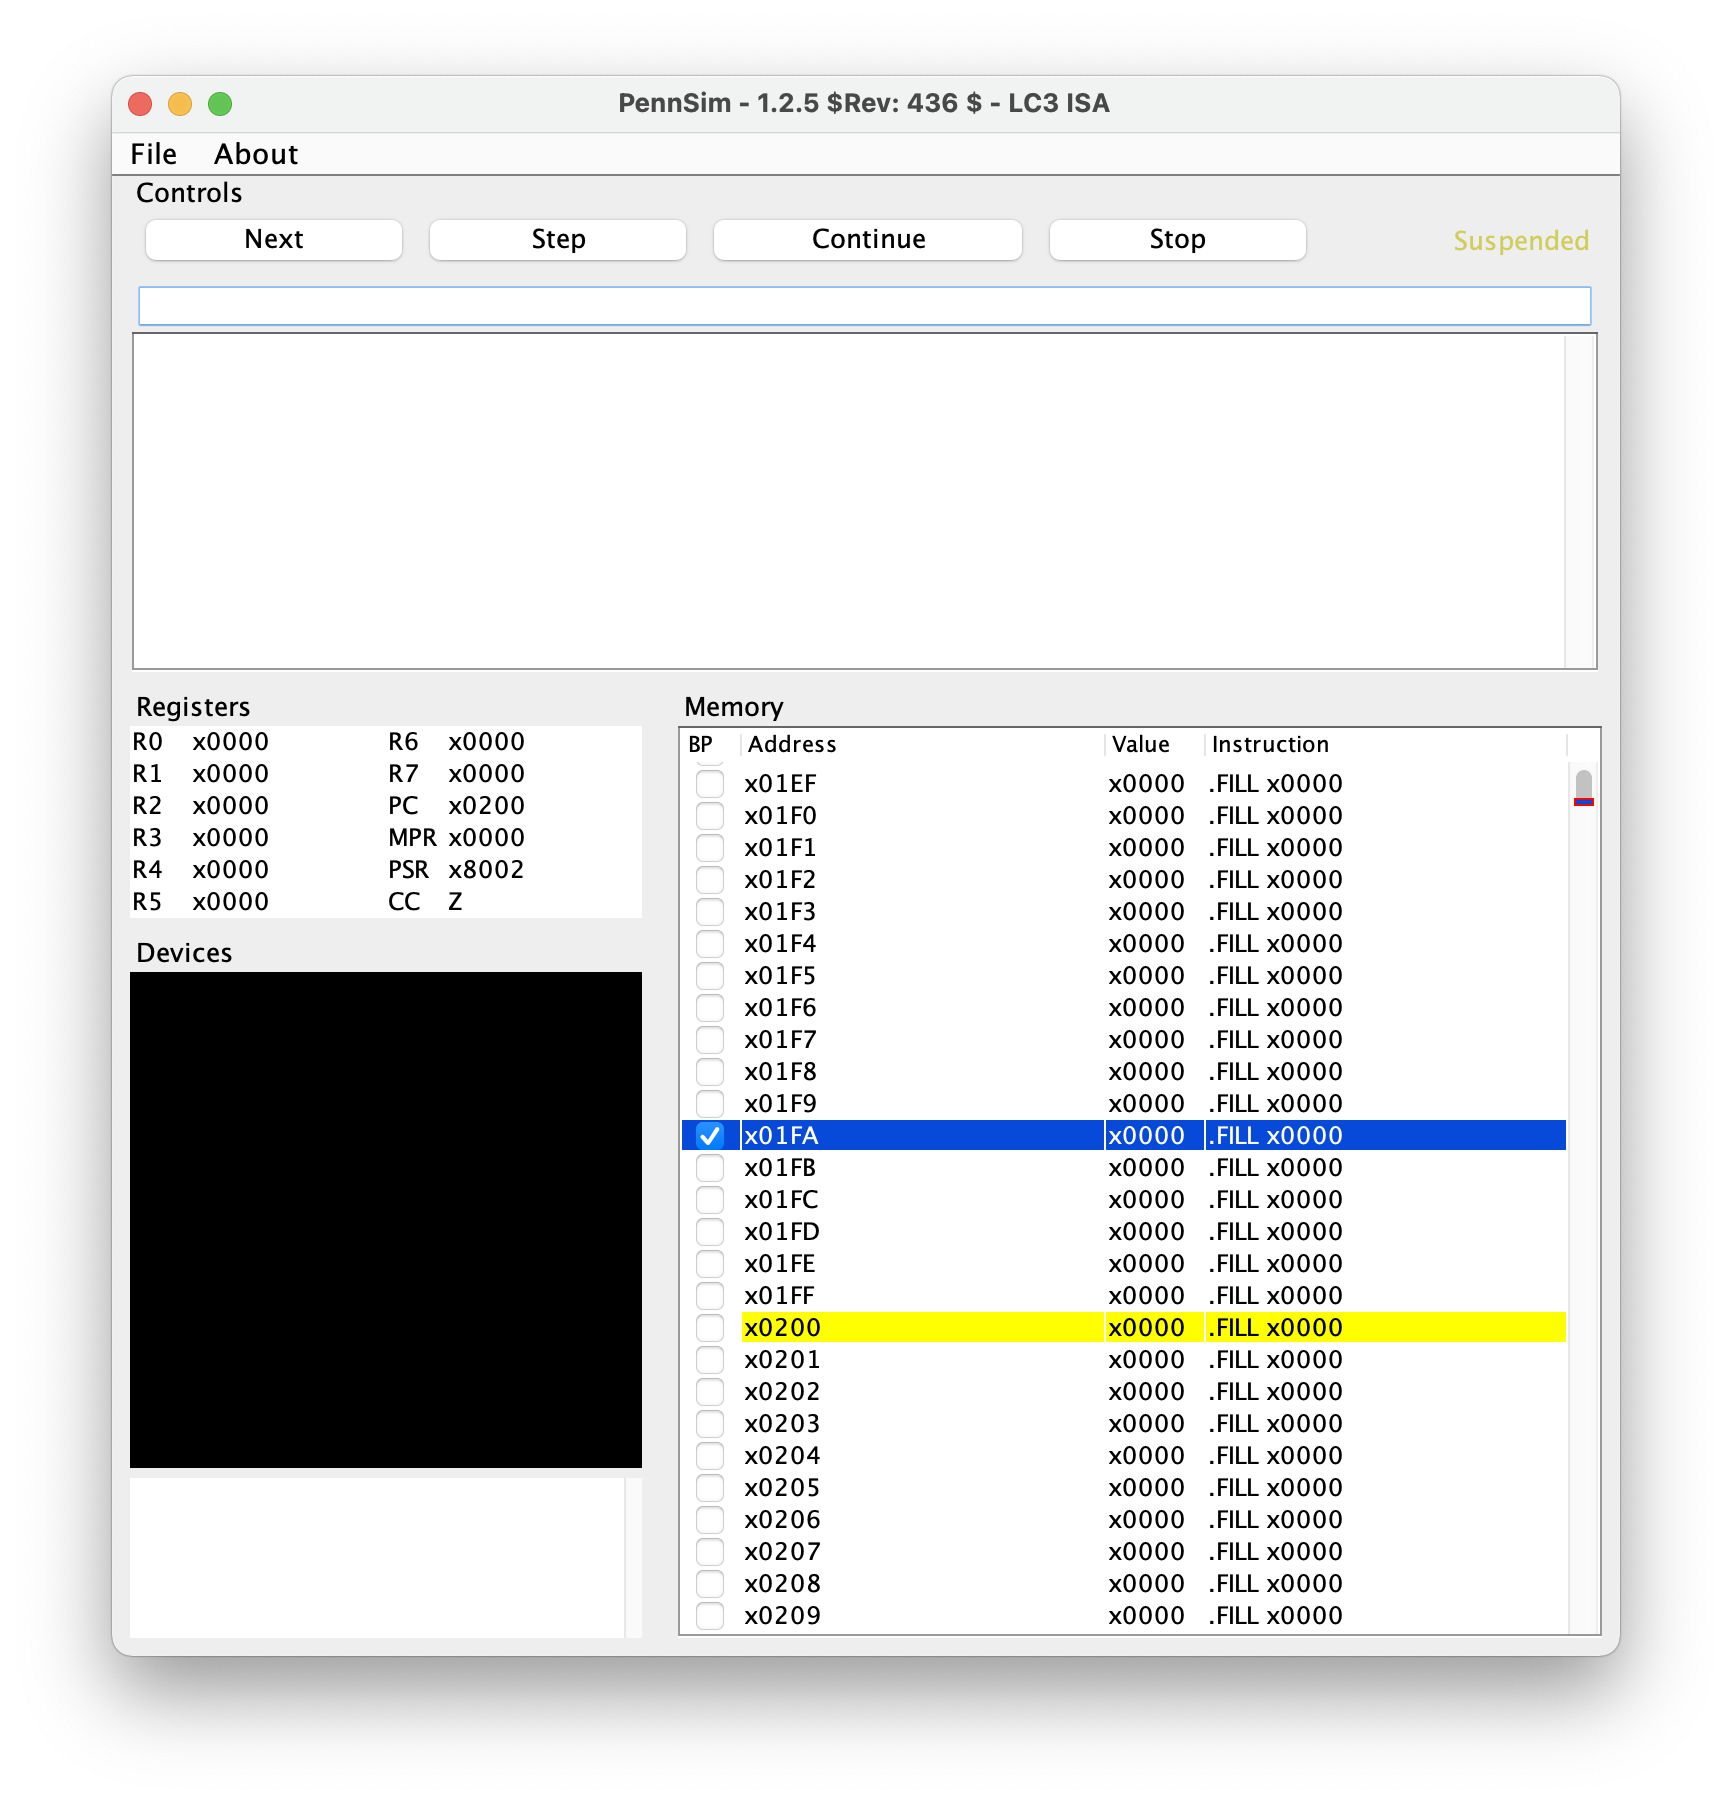 PennSim - 1.2.5 $Rev: 436 $ - LC3 ISA
File About
Controls
Next Step Continue Stop Suspended
Registers
R0 x0000 R6 x0000
R1 x0000 R7 x0000
R2 x0000 PC x0200
R3 x0000 MPR x0000
R4 x0000 PSR x8002
R5 x0000 CC Z
Devices
Memory
BP Address Value Instruction
x01EF x0000 .FILL x0000
x01F0 x0000 .FILL x0000
x01F1 x0000 .FILL x0000
x01F2 x0000 .FILL x0000
x01F3 x0000 .FILL x0000
x01F4 x0000 .FILL x0000
x01F5 x0000 .FILL x0000
x01F6 x0000 .FILL x0000
x01F7 x0000 .FILL x0000
x01F8 x0000 .FILL x0000
x01F9 x0000 .FILL x0000
x01FA x0000 .FILL x0000
x01FB x0000 .FILL x0000
x01FC x0000 .FILL x0000
x01FD x0000 .FILL x0000
x01FE x0000 .FILL x0000
x01FF x0000 .FILL x0000
x0200 x0000 .FILL x0000
x0201 x0000 .FILL x0000
x0202 x0000 .FILL x0000
x0203 x0000 .FILL x0000
x0204 x0000 .FILL x0000
x0205 x0000 .FILL x0000
x0206 x0000 .FILL x0000
x0207 x0000 .FILL x0000
x0208 x0000 .FILL x0000
x0209 x0000 .FILL x0000